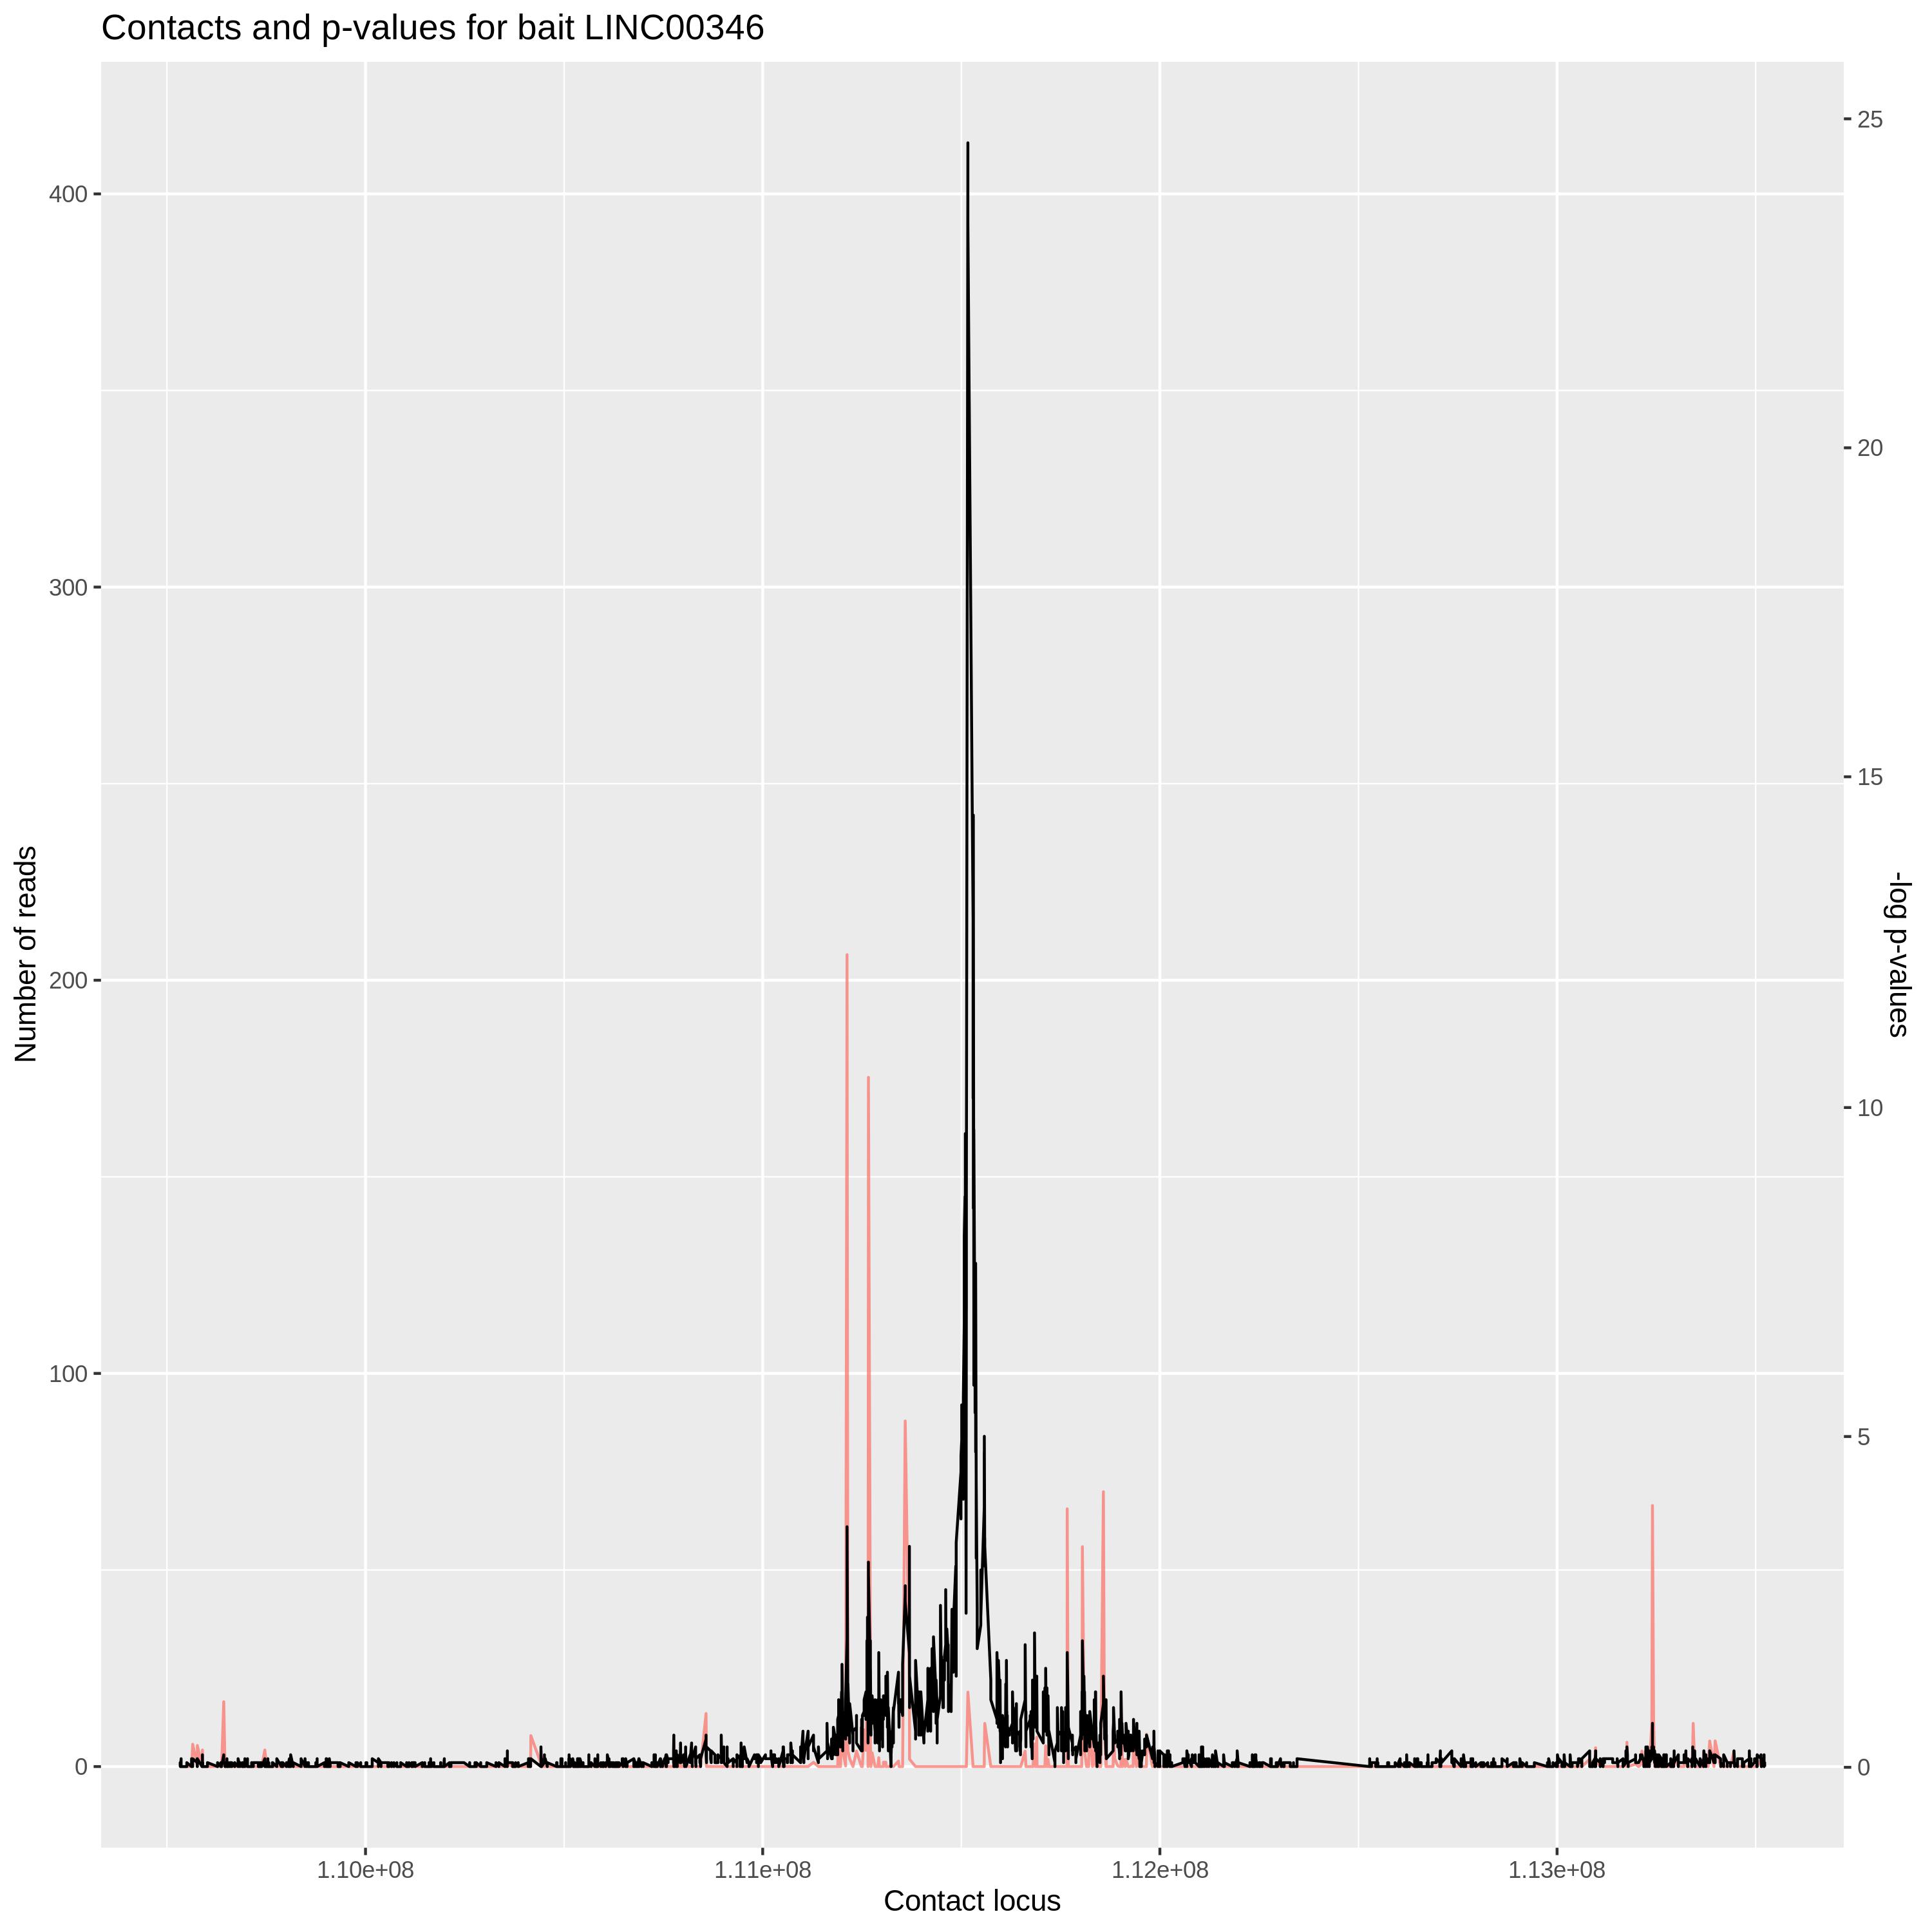 Contacts and p-values for bait LINC00346
Number of reads
400
300
200
100
0
25
20
15
10
5
0
-log p-values
1.10e+08
1.11e+08
1.12e+08
1.13e+08
Contact locus